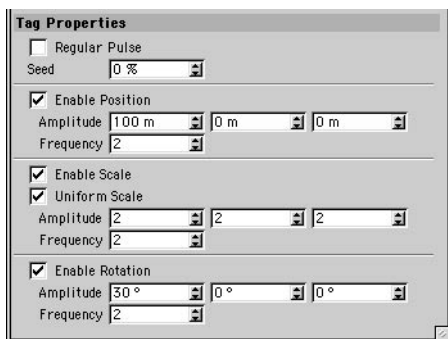 Tag Properties
Regular Pulse
Seed 0 %
Enable Position
Amplitude 100 m 0 m 0 m
Frequency 2
Enable Scale
Uniform Scale
Amplitude 2 2 2
Frequency 2
Enable Rotation
Amplitude 30 ° 0 ° 0 °
Frequency 2